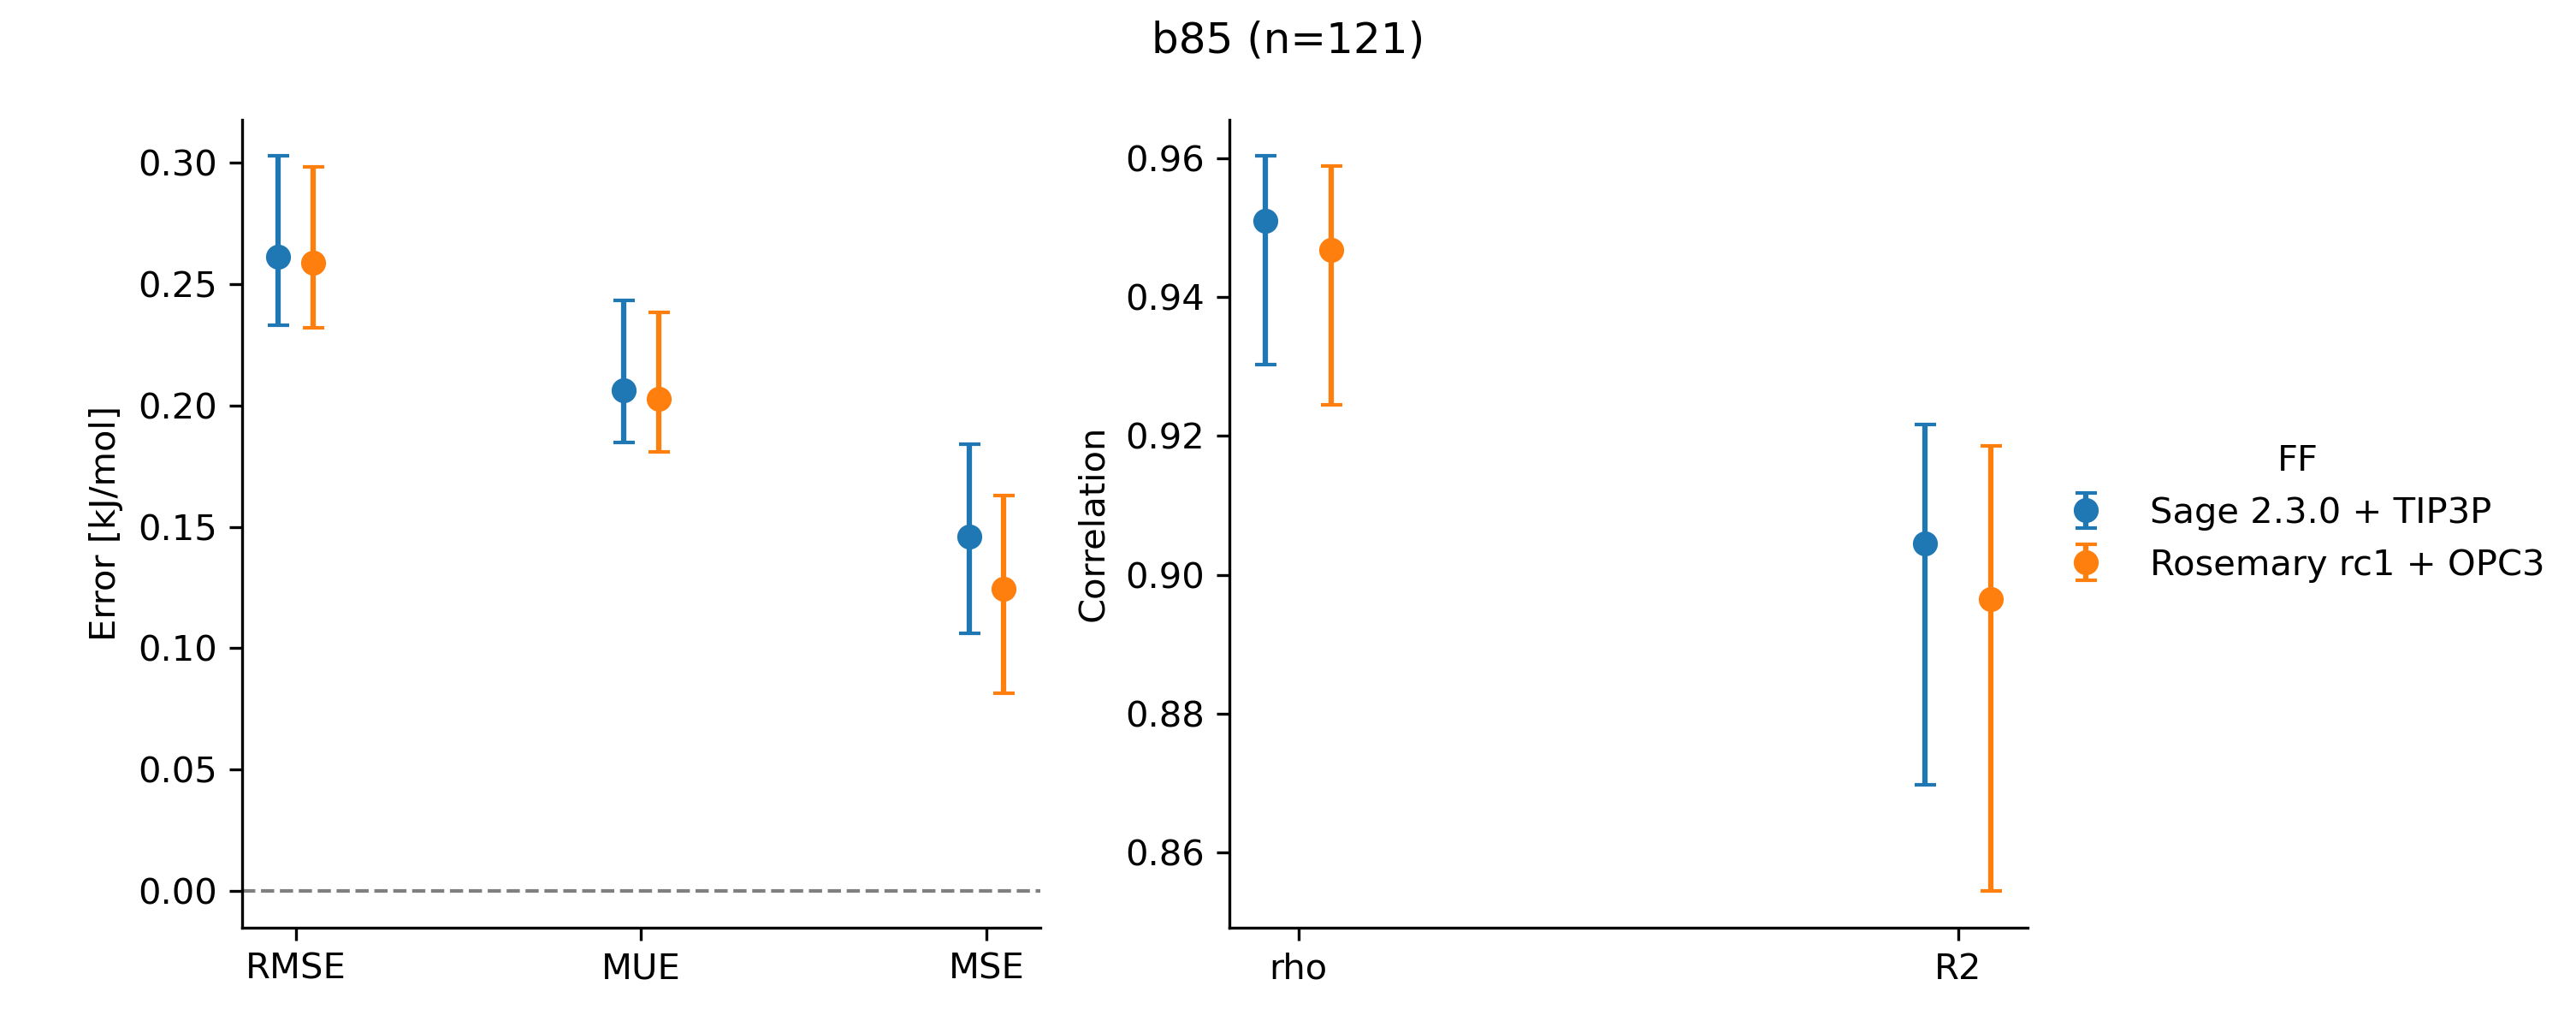 b85 (n=121)
Error [kJ/mol]
0.30
0.25
0.20
0.15
0.10
0.05
0.00
RMSE
MUE
MSE
Correlation
0.96
0.94
0.92
0.90
0.88
0.86
rho
R2
FF
Sage 2.3.0 + TIP3P
Rosemary rc1 + OPC3